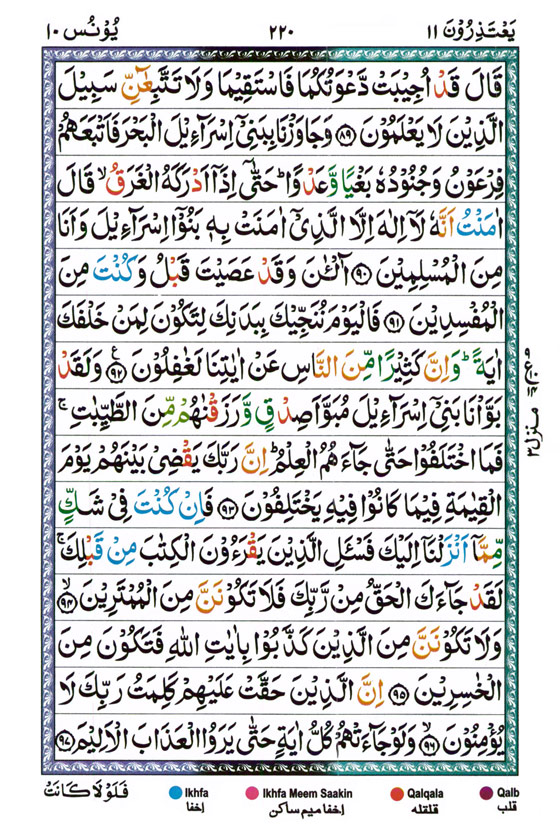 يَعْتَذِرُوْنَ ١١ ٢٢٠ يُوْنُس ١٠
قَالَ قَدْ اُجِيْبَتْ دَّعْوَتُكُمَا فَاسْتَقِيْمَا وَلَا تَتَّبِعٰٓنِّ سَبِيْلَ
الَّذِيْنَ لَا يَعْلَمُوْنَ ﴿٨٩﴾ وَجَاوَزْنَا بِبَنِيْۤ اِسْرَآءِيْلَ الْبَحْرَ فَاَتْبَعَهُمْ
فِرْعَوْنُ وَجُنُوْدُهٗ بَغْيًا وَّعَدْوًا ؕ حَتّٰۤى اِذَاۤ اَدْرَكَهُ الْغَرَقُ ۙ قَالَ
اٰمَنْتُ اَنَّهٗ لَاۤ اِلٰهَ اِلَّا الَّذِيْۤ اٰمَنَتْ بِهٖ بَنُوْۤا اِسْرَآءِيْلَ وَاَنَا
مِنَ الْمُسْلِمِيْنَ ﴿٩٠﴾ آٰلْـٰٔنَ وَقَدْ عَصَيْتَ قَبْلُ وَكُنْتَ مِنَ
الْمُفْسِدِيْنَ ﴿٩١﴾ فَالْيَوْمَ نُنَجِّيْكَ بِبَدَنِكَ لِتَكُوْنَ لِمَنْ خَلْفَكَ
اٰيَةً ؕ وَاِنَّ كَثِيْرًا مِّنَ النَّاسِ عَنْ اٰيٰتِنَا لَغٰفِلُوْنَ ﴿٩٢﴾ ع وَلَقَدْ
بَوَّاْنَا بَنِيْۤ اِسْرَآءِيْلَ مُبَوَّاَ صِدْقٍ وَّرَزَقْنٰهُمْ مِّنَ الطَّيِّبٰتِ ۚ
فَمَا اخْتَلَفُوْا حَتّٰى جَآءَهُمُ الْعِلْمُ ؕ اِنَّ رَبَّكَ يَقْضِيْ بَيْنَهُمْ يَوْمَ
الْقِيٰمَةِ فِيْمَا كَانُوْا فِيْهِ يَخْتَلِفُوْنَ ﴿٩٣﴾ فَاِنْ كُنْتَ فِيْ شَكٍّ
مِّمَّاۤ اَنْزَلْنَاۤ اِلَيْكَ فَسْـَٔلِ الَّذِيْنَ يَقْرَءُوْنَ الْكِتٰبَ مِنْ قَبْلِكَ ۚ
لَقَدْ جَآءَكَ الْحَقُّ مِنْ رَّبِّكَ فَلَا تَكُوْنَنَّ مِنَ الْمُمْتَرِيْنَ ۙ﴿٩٤﴾
وَلَا تَكُوْنَنَّ مِنَ الَّذِيْنَ كَذَّبُوْا بِاٰيٰتِ اللّٰهِ فَتَكُوْنَ مِنَ
الْخٰسِرِيْنَ ﴿٩٥﴾ اِنَّ الَّذِيْنَ حَقَّتْ عَلَيْهِمْ كَلِمَتُ رَبِّكَ لَا
يُؤْمِنُوْنَ ۙ﴿٩٦﴾ وَلَوْ جَآءَتْهُمْ كُلُّ اٰيَةٍ حَتّٰى يَرَوُا الْعَذَابَ الْاَلِيْمَ ﴿٩٧﴾
منزل ٣
فَلَوْلَا كَانَتْ
Ikhfa Ikhfa Meem Saakin Qalqala Qalb
اخفا اخفا میم ساکن قلقلہ قلب